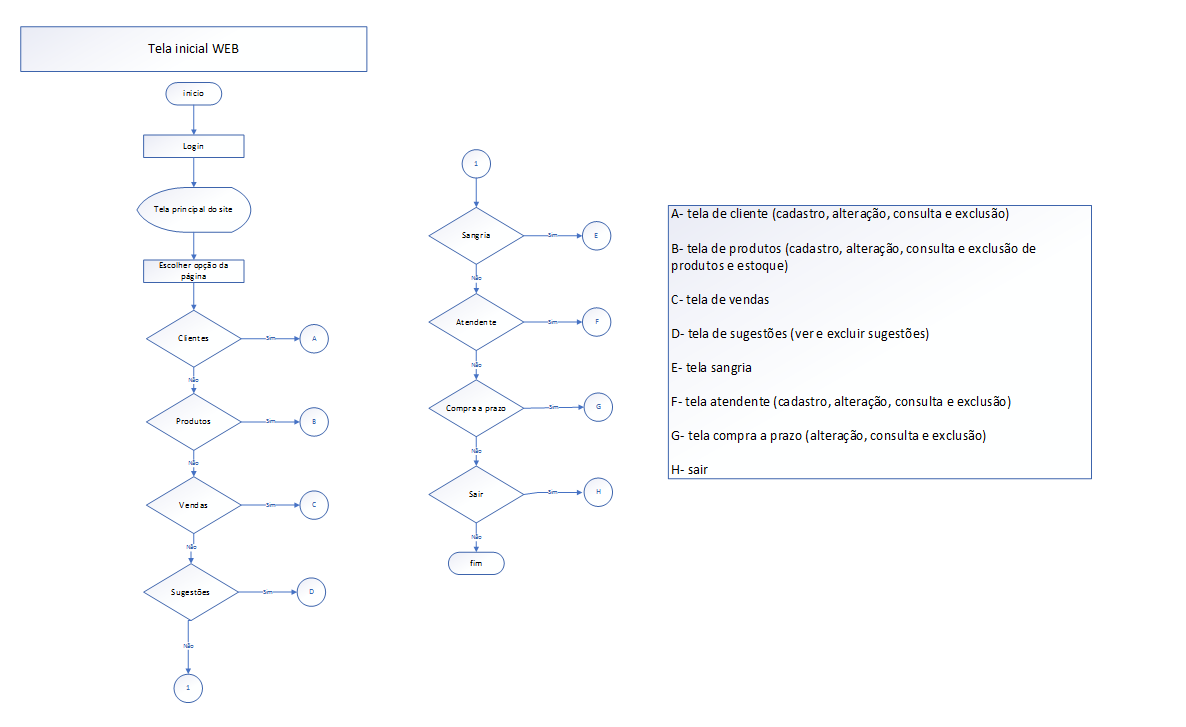 Tela inicial WEB
inicio
Login
Tela principal do site
Escolher opção da
página
Clientes
Sim
A
Não
Produtos
Sim
B
Não
Vendas
Sim
C
Não
Sugestões
Sim
D
Não
1
1
Sangria
Sim
E
Não
Atendente
Sim
F
Não
Compra a prazo
Sim
G
Não
Sair
Sim
H
Não
fim
A- tela de cliente (cadastro, alteração, consulta e exclusão)
B- tela de produtos (cadastro, alteração, consulta e exclusão de
produtos e estoque)
C- tela de vendas
D- tela de sugestões (ver e excluir sugestões)
E- tela sangria
F- tela atendente (cadastro, alteração, consulta e exclusão)
G- tela compra a prazo (alteração, consulta e exclusão)
H- sair